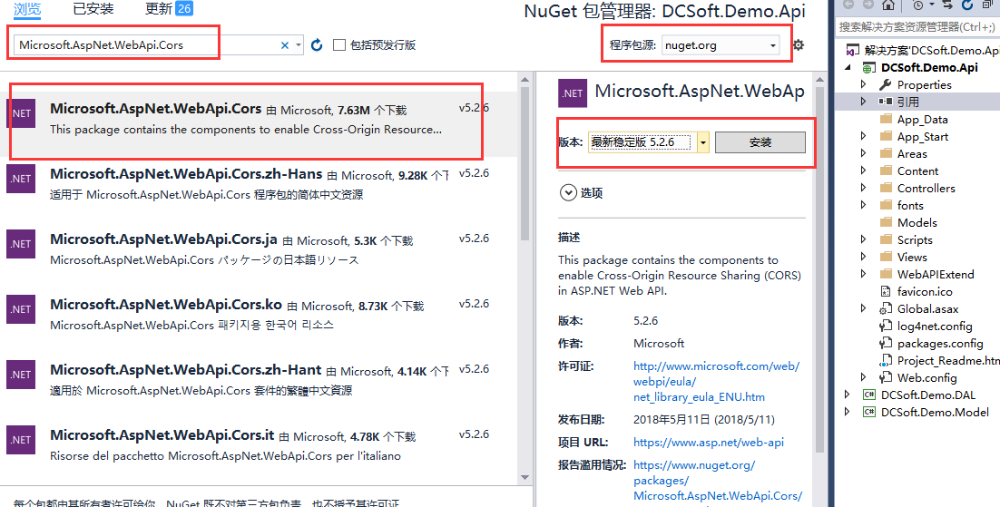 浏览 已安装 更新 26
NuGet 包管理器: DCSoft.Demo.Api
Microsoft.AspNet.WebApi.Cors
包括预发行版
程序包源: nuget.org
.NET
Microsoft.AspNet.WebApi.Cors 由 Microsoft, 7.63M 个下载
v5.2.6
This package contains the components to enable Cross-Origin Resource...
.NET
Microsoft.AspNet.WebApi.Cors.zh-Hans 由 Microsoft, 9.28K 个下
v5.2.6
适用于 Microsoft.AspNet.WebApi.Cors 程序包的简体中文资源
.NET
Microsoft.AspNet.WebApi.Cors.ja 由 Microsoft, 5.3K 个下载
v5.2.6
Microsoft.AspNet.WebApi.Cors パッケージの日本語リソース
.NET
Microsoft.AspNet.WebApi.Cors.ko 由 Microsoft, 8.73K 个下载
v5.2.6
Microsoft.AspNet.WebApi.Cors 패키지용 한국어 리소스
.NET
Microsoft.AspNet.WebApi.Cors.zh-Hant 由 Microsoft, 4.14K 个下
v5.2.6
適用於 Microsoft.AspNet.WebApi.Cors 套件的繁體中文資源
.NET
Microsoft.AspNet.WebApi.Cors.it 由 Microsoft, 4.78K 个下载
v5.2.6
Risorse del pacchetto Microsoft.AspNet.WebApi.Cors per l'italiano
每个包都由其所有者许可给你。NuGet 既不对第三方包负责，也不授予其许可证
.NET
Microsoft.AspNet.WebAp
版本: 最新稳定版 5.2.6 安装
选项
描述
This package contains the components to
enable Cross-Origin Resource Sharing (CORS)
in ASP.NET Web API.
版本: 5.2.6
作者: Microsoft
许可证: http://www.microsoft.com/web/
webpi/eula/
net_library_eula_ENU.htm
发布日期: 2018年5月11日 (2018/5/11)
项目 URL: https://www.asp.net/web-api
报告滥用情况: https://www.nuget.org/
packages/
Microsoft.AspNet.WebApi.Cors/
搜索解决方案资源管理器(Ctrl+;)
解决方案'DCSoft.Demo.Api
DCSoft.Demo.Api
Properties
引用
App_Data
App_Start
Areas
Content
Controllers
fonts
Models
Scripts
Views
WebAPIExtend
favicon.ico
Global.asax
log4net.config
packages.config
Project_Readme.htm
Web.config
C# DCSoft.Demo.DAL
C# DCSoft.Demo.Model